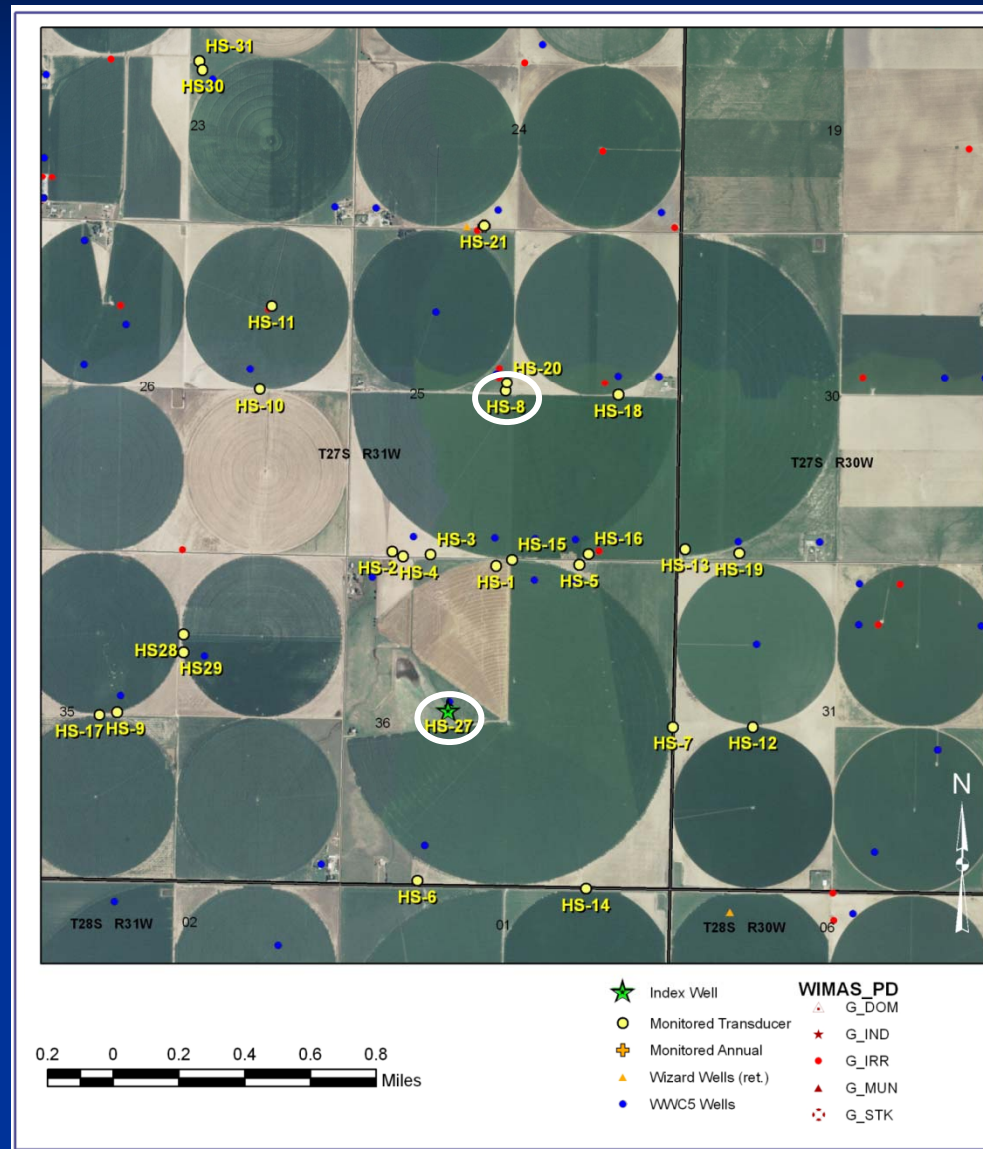 HS-31
HS30
23
24
19
HS-21
HS-11
HS-20
26
25
HS-8
HS-18
30
HS-10
T27S R31W
T27S R30W
HS-3
HS-15
HS-16
HS-2
HS-4
HS-1
HS-5
HS-13
HS-19
HS28
HS29
35
HS-17
HS-9
36
HS-27
HS-7
HS-12
31
N
HS-6
HS-14
T28S R31W
02
01
T28S R30W
06
0.2 0 0.2 0.4 0.6 0.8
Miles
Index Well
Monitored Transducer
Monitored Annual
Wizard Wells (ret.)
WWC5 Wells
WIMAS_PD
G_DOM
G_IND
G_IRR
G_MUN
G_STK